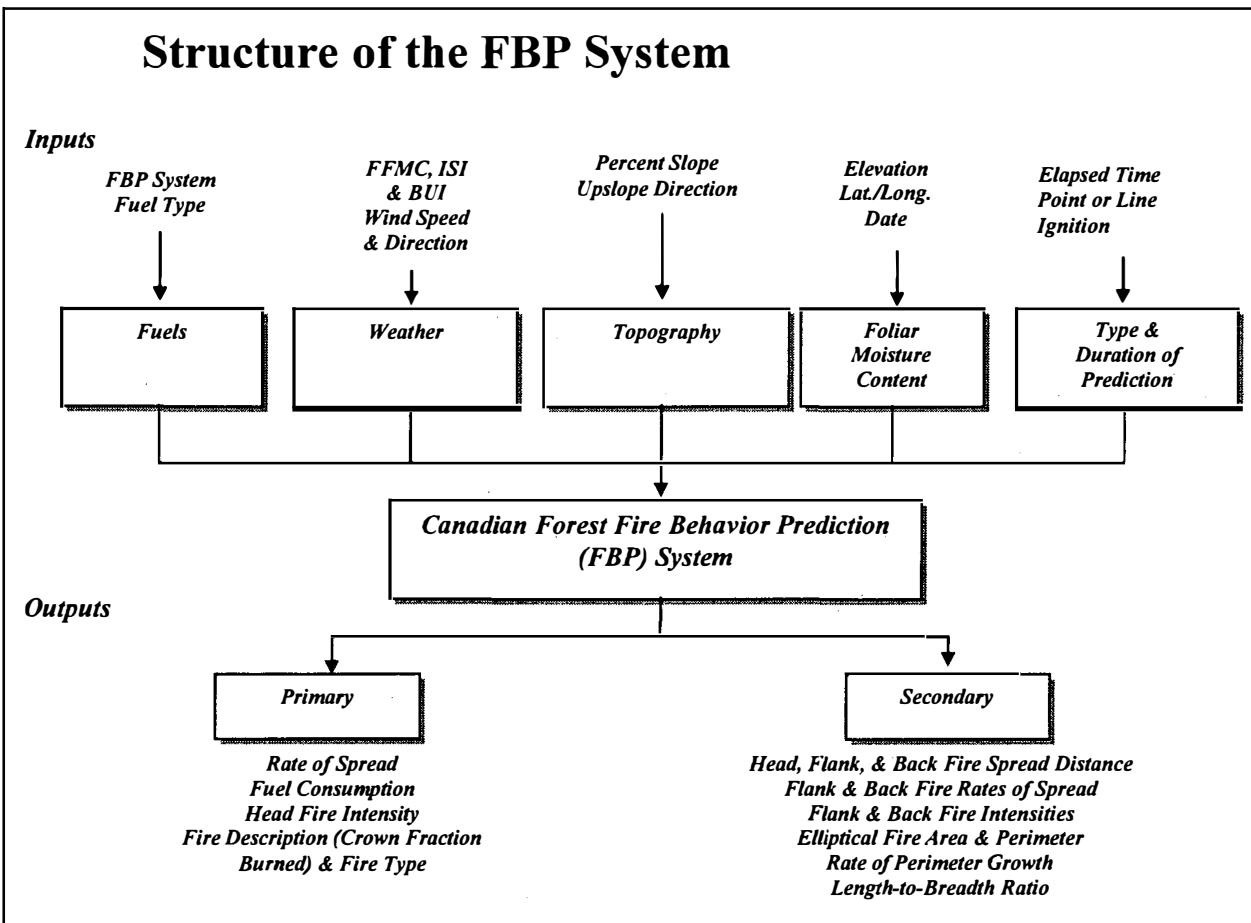 Structure of the FBP System
Inputs
FBP System
Fuel Type
FFMC, ISI
& BUI
Wind Speed
& Direction
Percent Slope
Upslope Direction
Elevation
Lat./Long.
Date
Elapsed Time
Point or Line
Ignition
Fuels
Weather
Topography
Foliar
Moisture
Content
Type &
Duration of
Prediction
Canadian Forest Fire Behavior Prediction
(FBP) System
Outputs
Primary
Rate of Spread
Fuel Consumption
Head Fire Intensity
Fire Description (Crown Fraction
Burned) & Fire Type
Secondary
Head, Flank, & Back Fire Spread Distance
Flank & Back Fire Rates of Spread
Flank & Back Fire Intensities
Elliptical Fire Area & Perimeter
Rate of Perimeter Growth
Length-to-Breadth Ratio